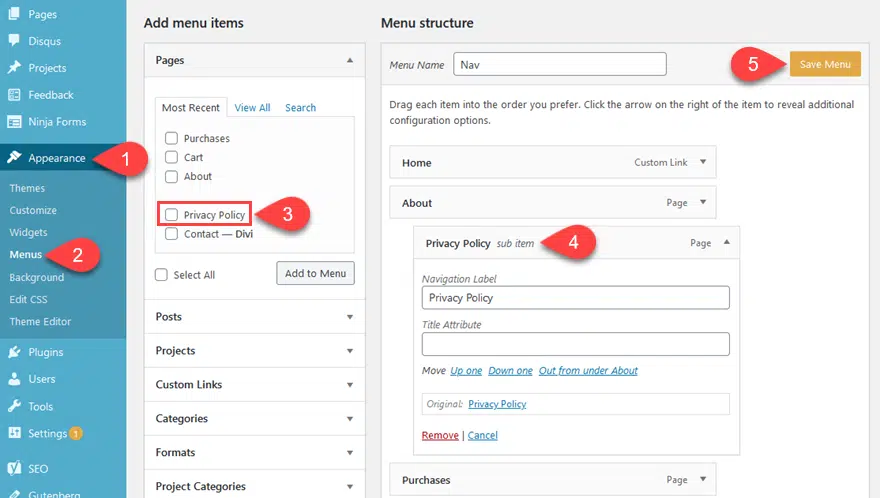 Pages
Disqus
Projects
Feedback
Ninja Forms
Appearance
1
Themes
Customize
Widgets
Menus
2
Background
Edit CSS
Theme Editor
Plugins
Users
Tools
Settings 1
SEO
Gutenberg
Add menu items
Pages
Most Recent View All Search
Purchases
Cart
About
Privacy Policy
3
Contact — Divi
Select All Add to Menu
Posts
Projects
Custom Links
Categories
Formats
Project Categories
Menu structure
Menu Name Nav
5
Save Menu
Drag each item into the order you prefer. Click the arrow on the right of the item to reveal additional
configuration options.
Home Custom Link
About Page
Privacy Policy sub item 4 Page
Navigation Label
Privacy Policy
Title Attribute
Move Up one Down one Out from under About
Original: Privacy Policy
Remove | Cancel
Purchases Page